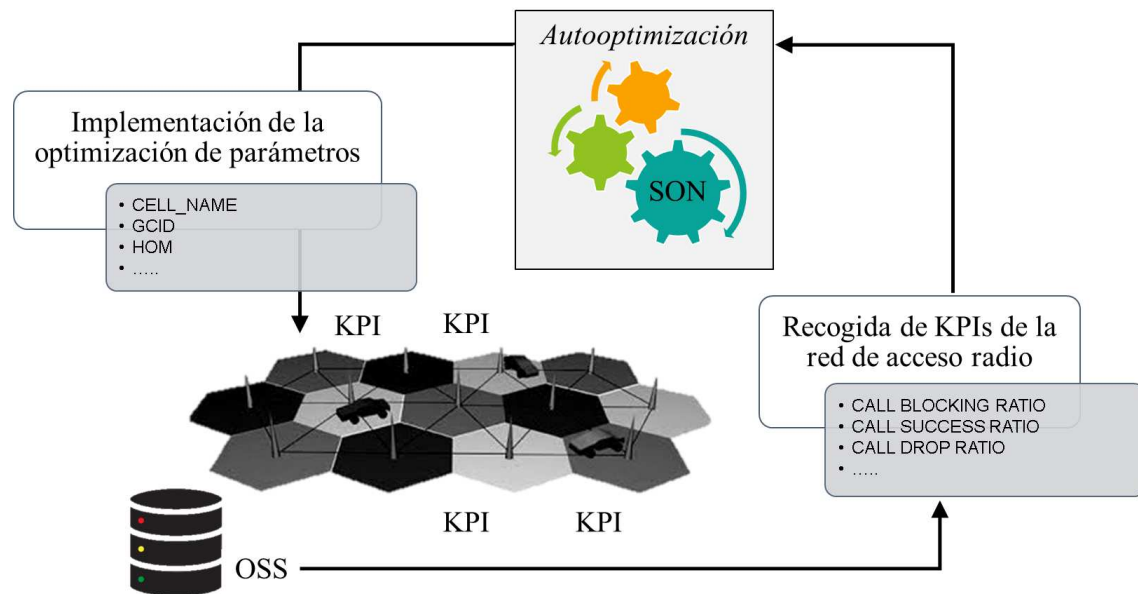 Autooptimización
SON
Implementación de la
optimización de parámetros
• CELL_NAME
• GCID
• HOM
• .....
KPI
KPI
Recogida de KPIs de la
red de acceso radio
• CALL BLOCKING RATIO
• CALL SUCCESS RATIO
• CALL DROP RATIO
• .....
KPI
KPI
OSS